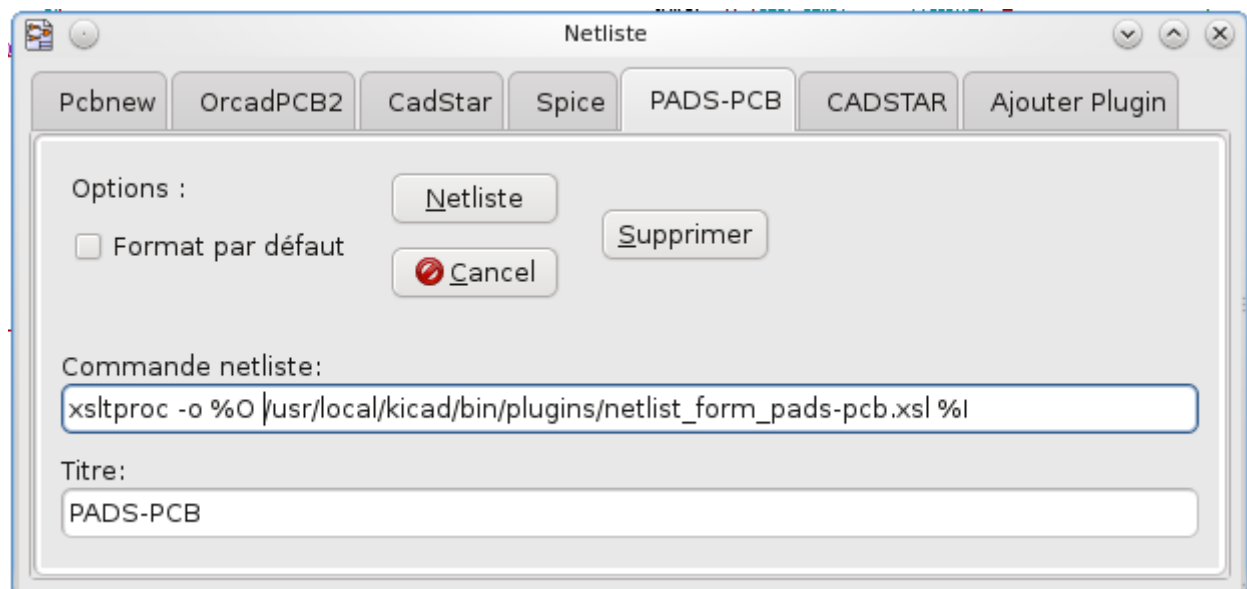 Netliste
Pcbnew OrcadPCB2 CadStar Spice PADS-PCB CADSTAR Ajouter Plugin
Options :
Netliste
Supprimer
Format par défaut
Cancel
Commande netliste:
xsltproc -o %O /usr/local/kicad/bin/plugins/netlist_form_pads-pcb.xsl %I
Titre:
PADS-PCB